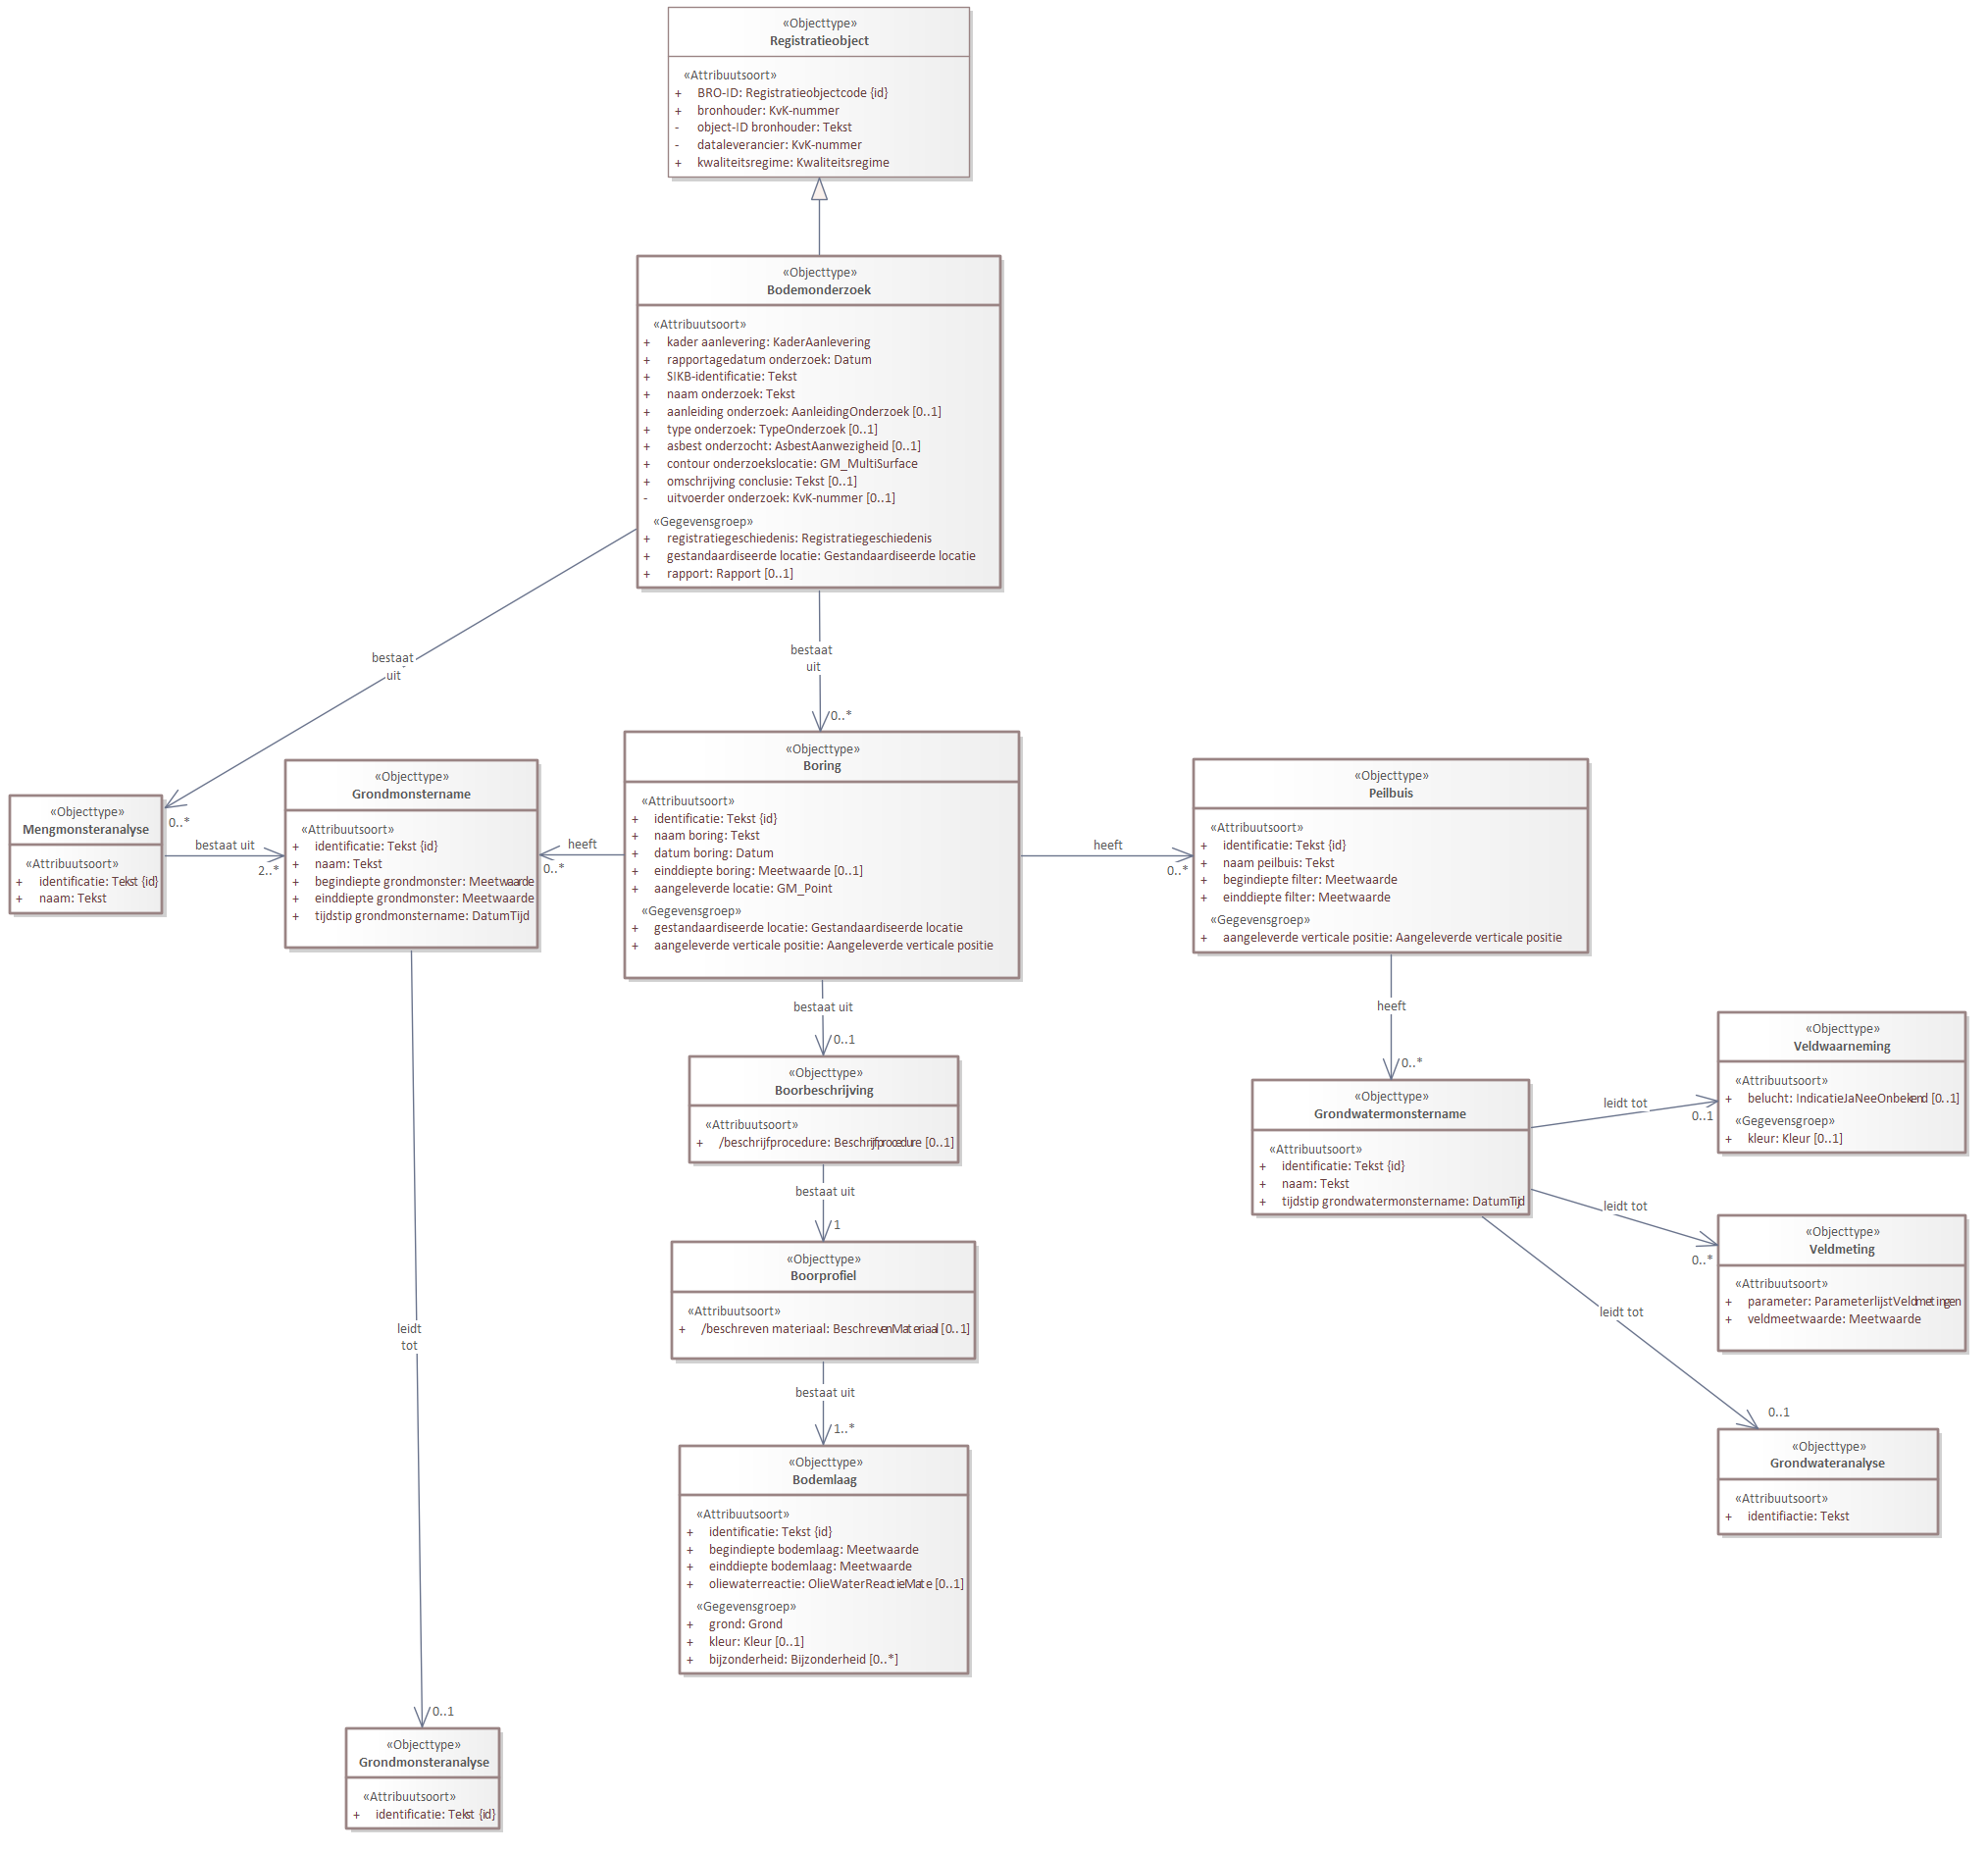 «Objecttype»
Registratieobject
«Attribuutsoort»
+ BRO-ID: Registratieobjectcode {id}
+ bronhouder: KvK-nummer
- object-ID bronhouder: Tekst
- dataleverancier: KvK-nummer
+ kwaliteitsregime: Kwaliteitsregime
«Objecttype»
Bodemonderzoek
«Attribuutsoort»
+ kader aanlevering: KaderAanlevering
+ rapportagedatum onderzoek: Datum
+ SIKB-identificatie: Tekst
+ naam onderzoek: Tekst
+ aanleiding onderzoek: AanleidingOnderzoek [0..1]
+ type onderzoek: TypeOnderzoek [0..1]
+ asbest onderzocht: AsbestAanwezigheid [0..1]
+ contour onderzoekslocatie: GM_MultiSurface
+ omschrijving conclusie: Tekst [0..1]
- uitvoerder onderzoek: KvK-nummer [0..1]
«Gegevensgroep»
+ registratiegeschiedenis: Registratiegeschiedenis
+ gestandaardiseerde locatie: Gestandaardiseerde locatie
+ rapport: Rapport [0..1]
bestaat
uit
0..*
bestaat
uit
0..*
«Objecttype»
Mengmonsteranalyse
«Attribuutsoort»
+ identificatie: Tekst {id}
+ naam: Tekst
bestaat uit
2..*
«Objecttype»
Grondmonstername
«Attribuutsoort»
+ identificatie: Tekst {id}
+ naam: Tekst
+ begindiepte grondmonster: Meetwaarde
+ einddiepte grondmonster: Meetwaarde
+ tijdstip grondmonstername: DatumTijd
heeft
0..*
«Objecttype»
Boring
«Attribuutsoort»
+ identificatie: Tekst {id}
+ naam boring: Tekst
+ datum boring: Datum
+ einddiepte boring: Meetwaarde [0..1]
+ aangeleverde locatie: GM_Point
«Gegevensgroep»
+ gestandaardiseerde locatie: Gestandaardiseerde locatie
+ aangeleverde verticale positie: Aangeleverde verticale positie
heeft
0..*
«Objecttype»
Peilbuis
«Attribuutsoort»
+ identificatie: Tekst {id}
+ naam peilbuis: Tekst
+ begindiepte filter: Meetwaarde
+ einddiepte filter: Meetwaarde
«Gegevensgroep»
+ aangeleverde verticale positie: Aangeleverde verticale positie
bestaat uit
0..1
«Objecttype»
Boorbeschrijving
«Attribuutsoort»
+ /beschrijfprocedure: Beschrijfprocedure [0..1]
bestaat uit
1
«Objecttype»
Boorprofiel
«Attribuutsoort»
+ /beschreven materiaal: BeschrevenMateriaal [0..1]
bestaat uit
1..*
«Objecttype»
Bodemlaag
«Attribuutsoort»
+ identificatie: Tekst {id}
+ begindiepte bodemlaag: Meetwaarde
+ einddiepte bodemlaag: Meetwaarde
+ oliewaterreactie: OlieWaterReactieMate [0..1]
«Gegevensgroep»
+ grond: Grond
+ kleur: Kleur [0..1]
+ bijzonderheid: Bijzonderheid [0..*]
heeft
0..*
«Objecttype»
Grondwatermonstername
«Attribuutsoort»
+ identificatie: Tekst {id}
+ naam: Tekst
+ tijdstip grondwatermonstername: DatumTijd
leidt tot
0..1
«Objecttype»
Veldwaarneming
«Attribuutsoort»
+ belucht: IndicatieJaNeeOnbekend [0..1]
«Gegevensgroep»
+ kleur: Kleur [0..1]
leidt tot
0..*
«Objecttype»
Veldmeting
«Attribuutsoort»
+ parameter: ParameterlijstVeldmetingen
+ veldmeetwaarde: Meetwaarde
leidt tot
0..1
«Objecttype»
Grondwateranalyse
«Attribuutsoort»
+ identifiactie: Tekst
leidt
tot
0..1
«Objecttype»
Grondmonsteranalyse
«Attribuutsoort»
+ identificatie: Tekst {id}